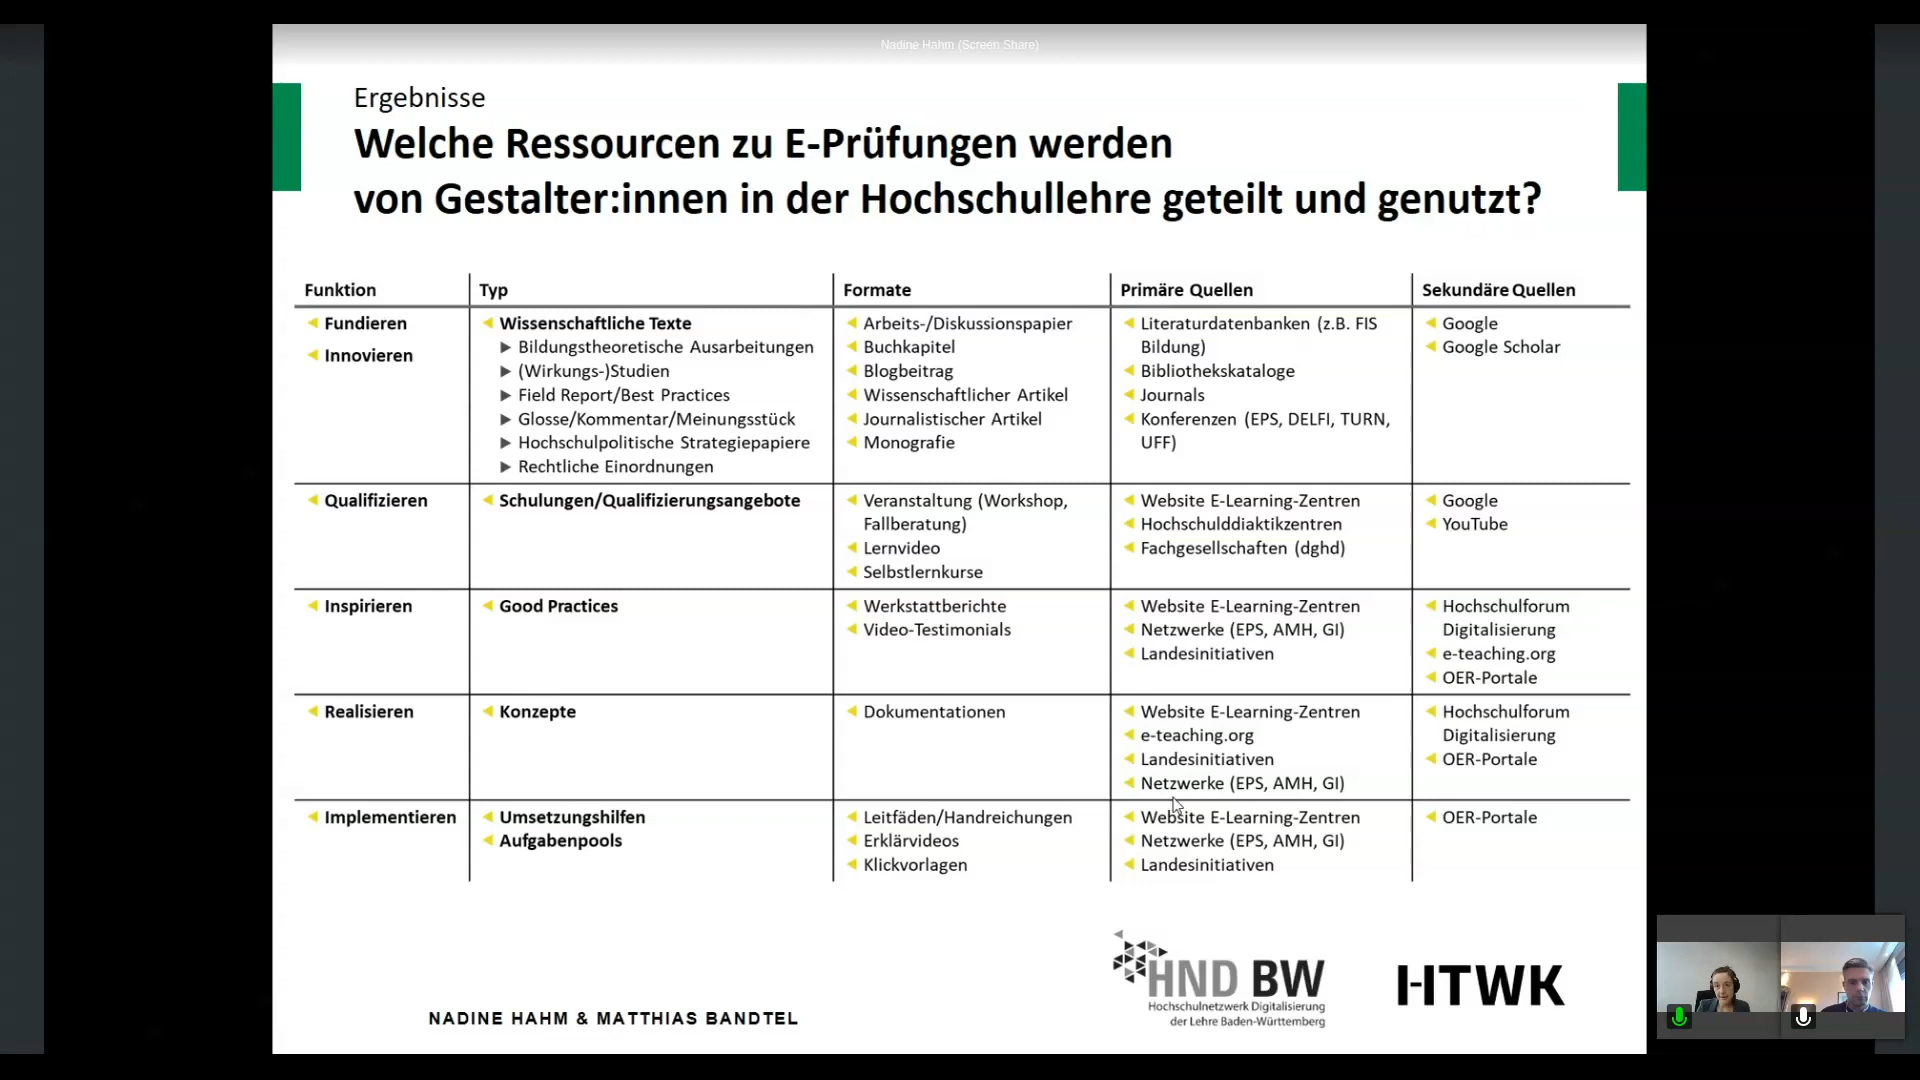 Nadine Hahm (Screen Share)
Ergebnisse
Welche Ressourcen zu E-Prüfungen werden
von Gestalter:innen in der Hochschullehre geteilt und genutzt?
Funktion
Typ
Formate
Primäre Quellen
Sekundäre Quellen
Fundieren
Innovieren
Wissenschaftliche Texte
Bildungstheoretische Ausarbeitungen
(Wirkungs-)Studien
Field Report/Best Practices
Glosse/Kommentar/Meinungsstück
Hochschulpolitische Strategiepapiere
Rechtliche Einordnungen
Arbeits-/Diskussionspapier
Buchkapitel
Blogbeitrag
Wissenschaftlicher Artikel
Journalistischer Artikel
Monografie
Literaturdatenbanken (z.B. FIS
Bildung)
Bibliothekskataloge
Journals
Konferenzen (EPS, DELFI, TURN,
UFF)
Google
Google Scholar
Qualifizieren
Schulungen/Qualifizierungsangebote
Veranstaltung (Workshop,
Fallberatung)
Lernvideo
Selbstlernkurse
Website E-Learning-Zentren
Hochschulddiaktikzentren
Fachgesellschaften (dghd)
Google
YouTube
Inspirieren
Good Practices
Werkstattberichte
Video-Testimonials
Website E-Learning-Zentren
Netzwerke (EPS, AMH, GI)
Landesinitiativen
Hochschulforum
Digitalisierung
e-teaching.org
OER-Portale
Realisieren
Konzepte
Dokumentationen
Website E-Learning-Zentren
e-teaching.org
Landesinitiativen
Netzwerke (EPS, AMH, GI)
Hochschulforum
Digitalisierung
OER-Portale
Implementieren
Umsetzungshilfen
Aufgabenpools
Leitfäden/Handreichungen
Erklärvideos
Klickvorlagen
Website E-Learning-Zentren
Netzwerke (EPS, AMH, GI)
Landesinitiativen
OER-Portale
NADINE HAHM & MATTHIAS BANDTEL
HND BW
Hochschulnetzwerk Digitalisierung
der Lehre Baden-Württemberg
HTWK